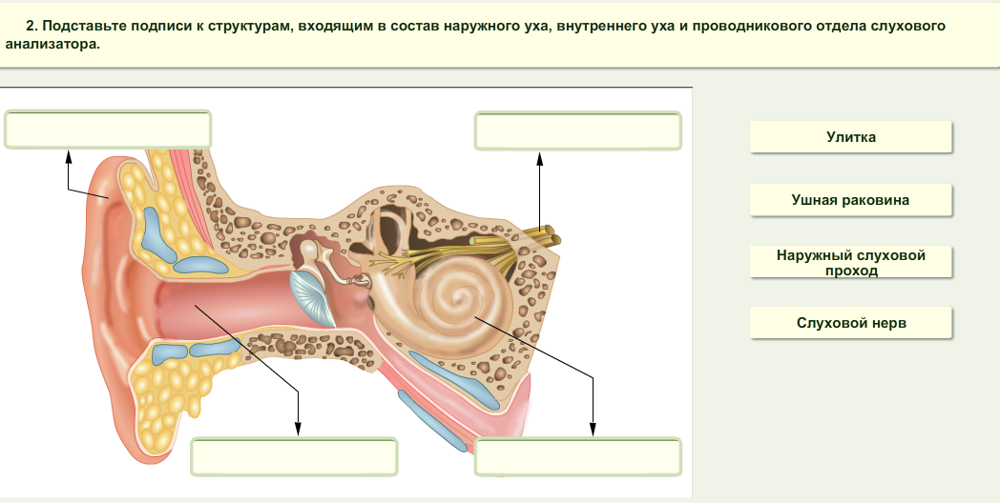 2. Подставьте подписи к структурам, входящим в состав наружного уха, внутреннего уха и проводникового отдела слухового
анализатора.
Улитка
Ушная раковина
Наружный слуховой
проход
Слуховой нерв